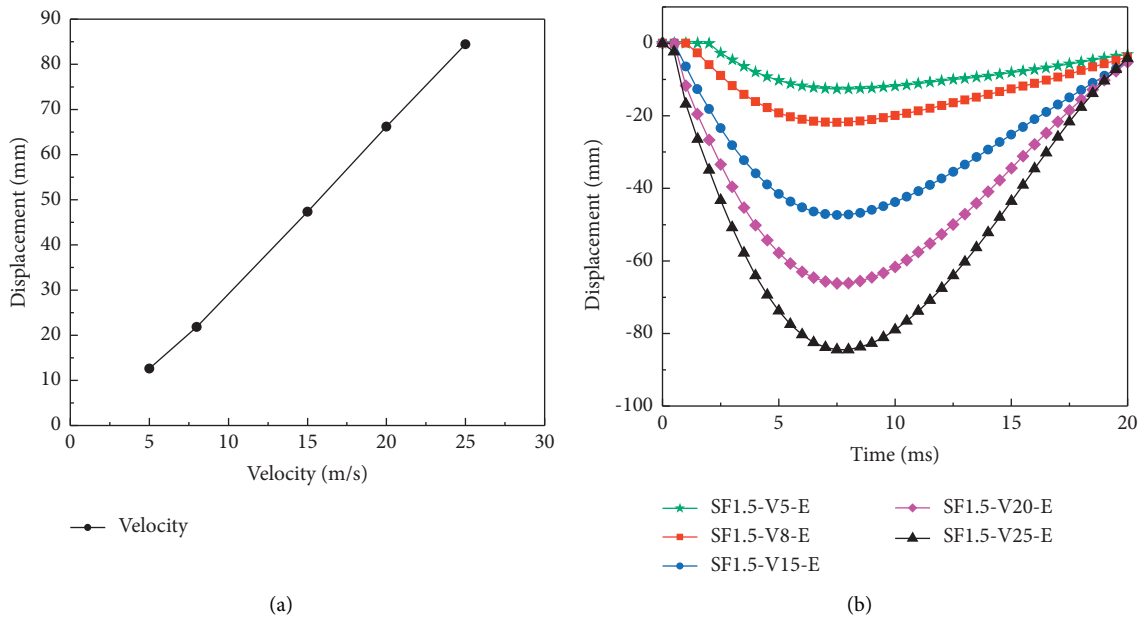 90
80
70
60
50
40
30
20
10
0
Displacement (mm)
0 5 10 15 20 25 30
Velocity (m/s)
Velocity
(a)
0
-20
-40
-60
-80
-100
Displacement (mm)
0 5 10 15 20
Time (ms)
SF1.5-V5-E
SF1.5-V8-E
SF1.5-V15-E
SF1.5-V20-E
SF1.5-V25-E
(b)